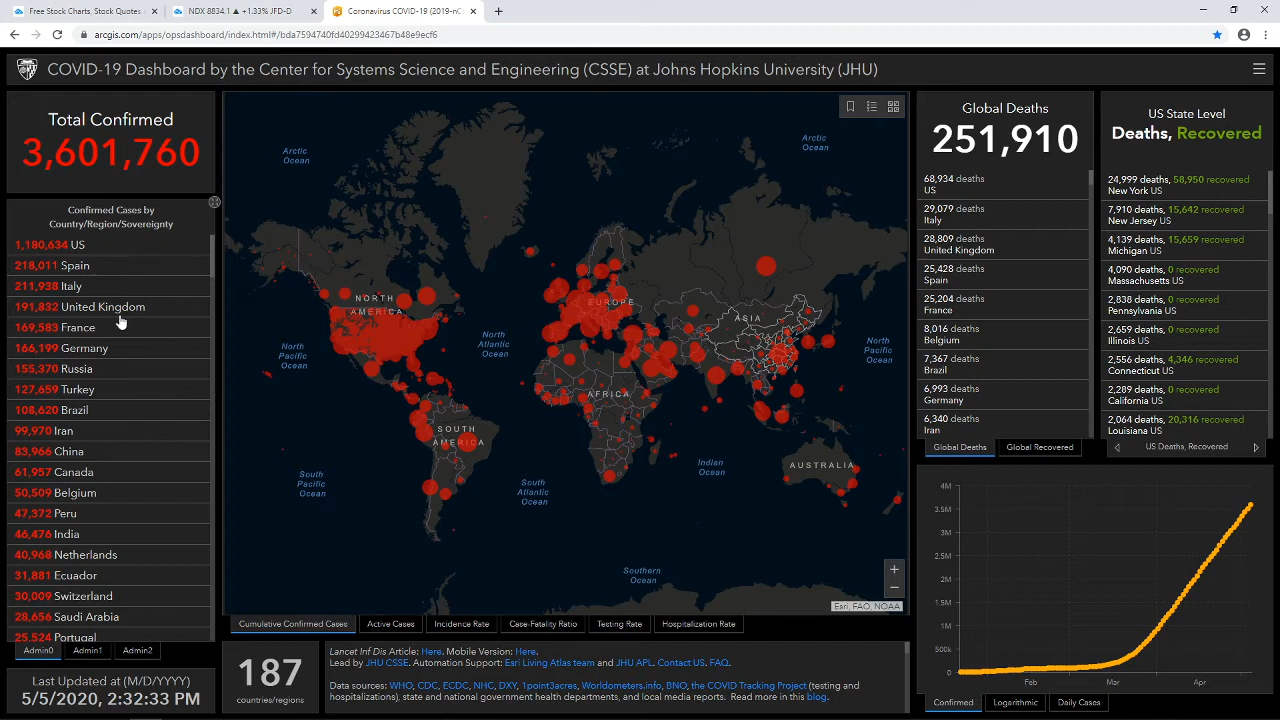 Free Stock Charts, Stock Quotes
NDX 8834.1 ▲ +1.33% JFD-D
Coronavirus COVID-19 (2019-nC
arcgis.com/apps/opsdashboard/index.html#/bda7594740fd40299423467b48e9ecf6
COVID-19 Dashboard by the Center for Systems Science and Engineering (CSSE) at Johns Hopkins University (JHU)
Total Confirmed
3,601,760
Confirmed Cases by
Country/Region/Sovereignty
1,180,634 US
218,011 Spain
211,938 Italy
191,832 United Kingdom
169,583 France
166,199 Germany
155,370 Russia
127,659 Turkey
108,620 Brazil
99,970 Iran
83,966 China
61,957 Canada
50,509 Belgium
47,372 Peru
46,476 India
40,968 Netherlands
31,881 Ecuador
30,009 Switzerland
28,656 Saudi Arabia
25,524 Portugal
Admin0
Admin1
Admin2
Last Updated at (M/D/YYYY)
5/5/2020, 2:32:33 PM
Arctic
Ocean
Arctic
Ocean
NORTH
AMERICA
EUROPE
ASIA
North
Pacific
Ocean
North
Atlantic
Ocean
North
Pacific
Ocean
AFRICA
SOUTH
AMERICA
Indian
Ocean
AUSTRALIA
South
Pacific
Ocean
South
Atlantic
Ocean
Southern
Ocean
+
−
Esri, FAO, NOAA
Cumulative Confirmed Cases
Active Cases
Incidence Rate
Case-Fatality Ratio
Testing Rate
Hospitalization Rate
187
countries/regions
Lancet Inf Dis Article: Here. Mobile Version: Here.
Lead by JHU CSSE. Automation Support: Esri Living Atlas team and JHU APL. Contact US. FAQ.
Data sources: WHO, CDC, ECDC, NHC, DXY, 1point3acres, Worldometers.info, BNO, the COVID Tracking Project (testing and
hospitalizations), state and national government health departments, and local media reports. Read more in this blog.
Global Deaths
251,910
68,934 deaths
US
29,079 deaths
Italy
28,809 deaths
United Kingdom
25,428 deaths
Spain
25,204 deaths
France
8,016 deaths
Belgium
7,367 deaths
Brazil
6,993 deaths
Germany
6,340 deaths
Iran
Global Deaths
Global Recovered
US State Level
Deaths, Recovered
24,999 deaths, 58,950 recovered
New York US
7,910 deaths, 15,642 recovered
New Jersey US
4,139 deaths, 15,659 recovered
Michigan US
4,090 deaths, 0 recovered
Massachusetts US
2,838 deaths, 0 recovered
Pennsylvania US
2,659 deaths, 0 recovered
Illinois US
2,556 deaths, 4,346 recovered
Connecticut US
2,289 deaths, 0 recovered
California US
2,064 deaths, 20,316 recovered
Louisiana US
US Deaths, Recovered
4M
3.5M
3M
2.5M
2M
1.5M
1M
500k
0
Feb
Mar
Apr
Confirmed
Logarithmic
Daily Cases